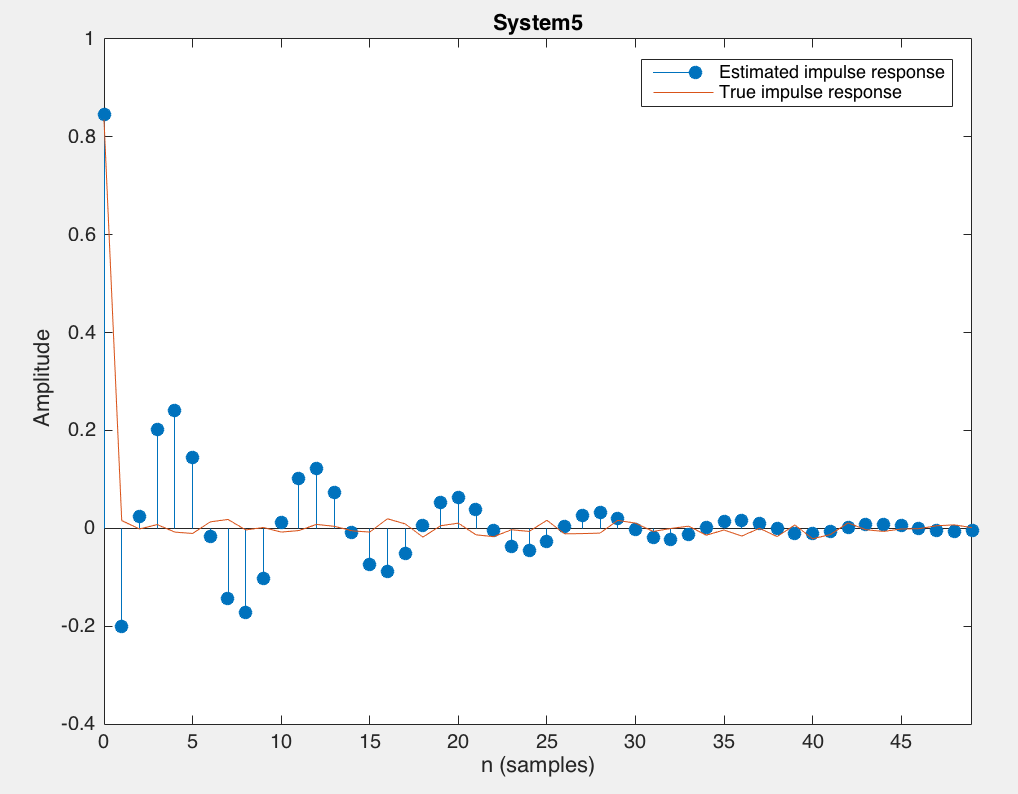 System5
Estimated impulse response
True impulse response
Amplitude
1
0.8
0.6
0.4
0.2
0
-0.2
-0.4
0 5 10 15 20 25 30 35 40 45
n (samples)